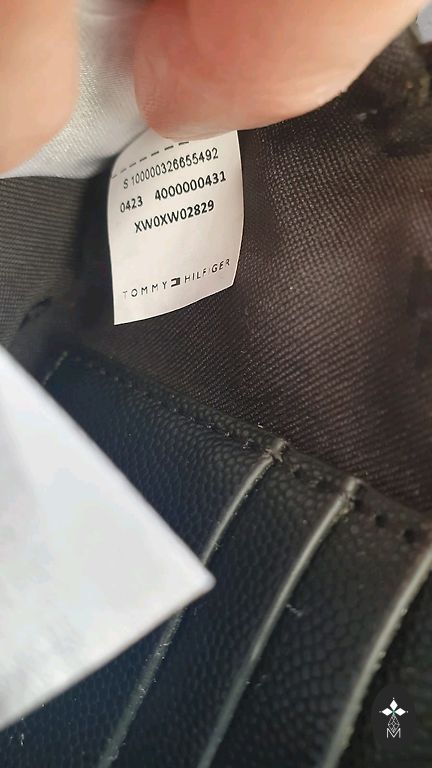 S 100000326655492
0423 4000000431
XW0XW02829
TOMMY HILFIGER
M